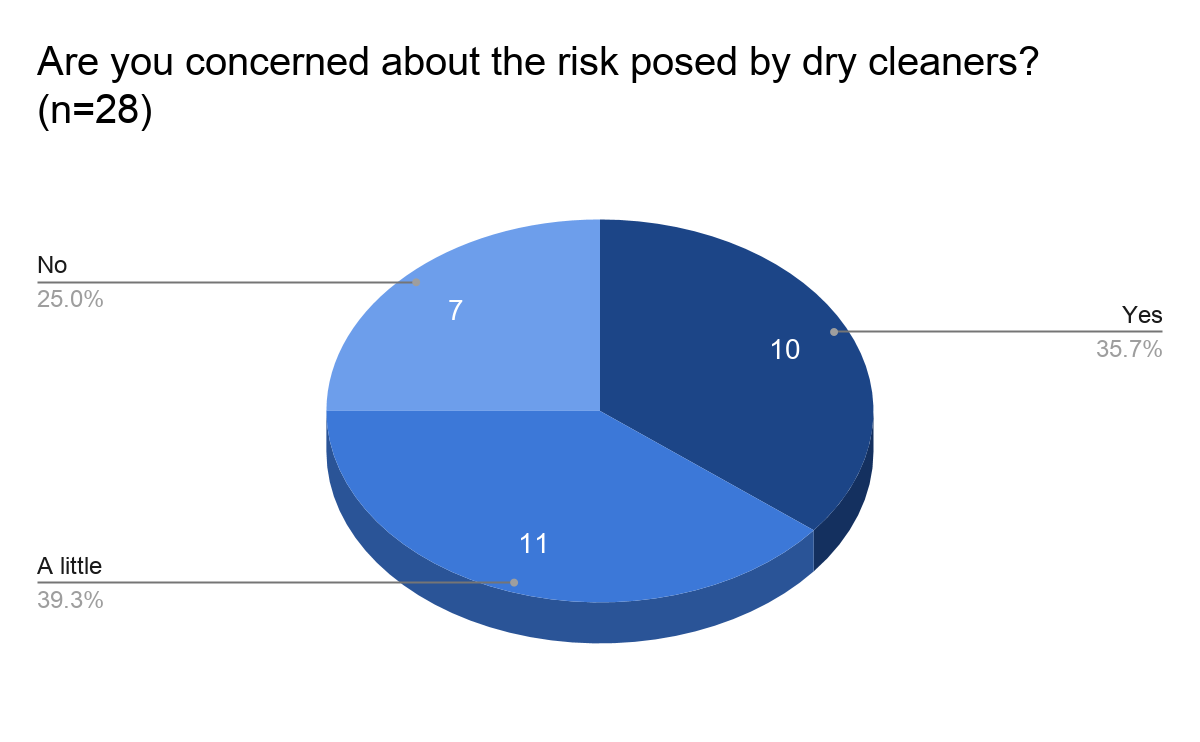 Are you concerned about the risk posed by dry cleaners?
(n=28)
No
25.0%
7
Yes
35.7%
10
11
A little
39.3%